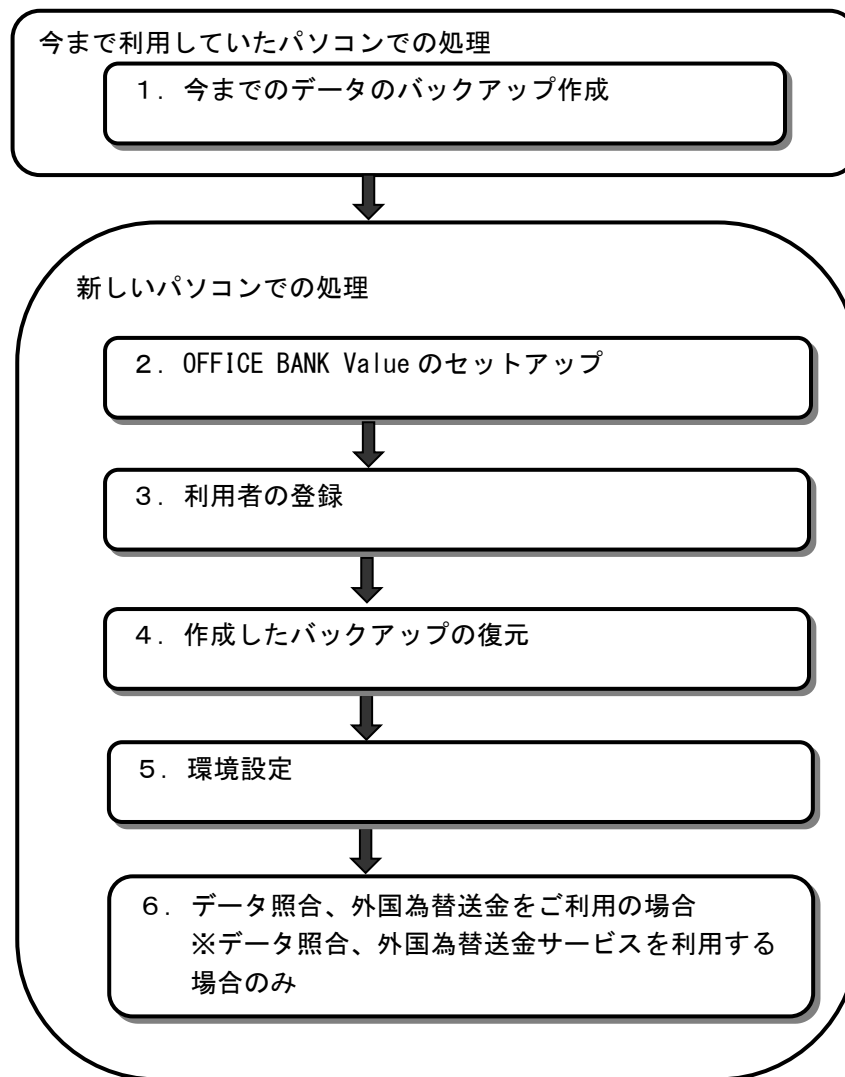 今まで利用していたパソコンでの処理
１．今までのデータのバックアップ作成
新しいパソコンでの処理
２．OFFICE BANK Value のセットアップ
３．利用者の登録
４．作成したバックアップの復元
５．環境設定
６．データ照合、外国為替送金をご利用の場合
※データ照合、外国為替送金サービスを利用する
場合のみ